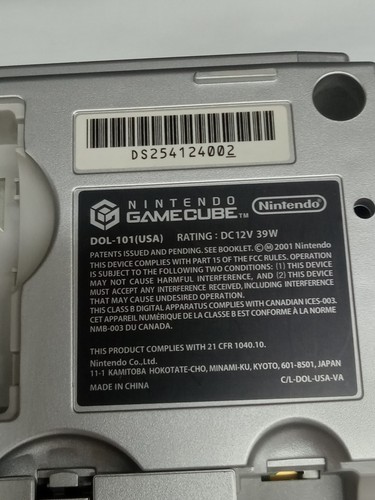 DS254124002
NINTENDO
GAMECUBE™ Nintendo
DOL-101(USA) RATING : DC12V 39W
PATENTS ISSUED AND PENDING. SEE BOOKLET. ©Ⓜ 2001 Nintendo
THIS DEVICE COMPLIES WITH PART 15 OF THE FCC RULES. OPERATION
IS SUBJECT TO THE FOLLOWING TWO CONDITIONS: (1) THIS DEVICE
MAY NOT CAUSE HARMFUL INTERFERENCE, AND (2) THIS DEVICE
MUST ACCEPT ANY INTERFERENCE RECEIVED, INCLUDING INTERFERENCE
THAT MAY CAUSE UNDESIRED OPERATION.
THIS CLASS B DIGITAL APPARATUS COMPLIES WITH CANADIAN ICES-003.
CET APPAREIL NUMÉRIQUE DE LA CLASSE B EST CONFORME À LA NORME
NMB-003 DU CANADA.
THIS PRODUCT COMPLIES WITH 21 CFR 1040.10.
Nintendo Co.,Ltd.
11-1 KAMITOBA HOKOTATE-CHO, MINAMI-KU, KYOTO, 601-8501, JAPAN
MADE IN CHINA C/L-DOL-USA-VA